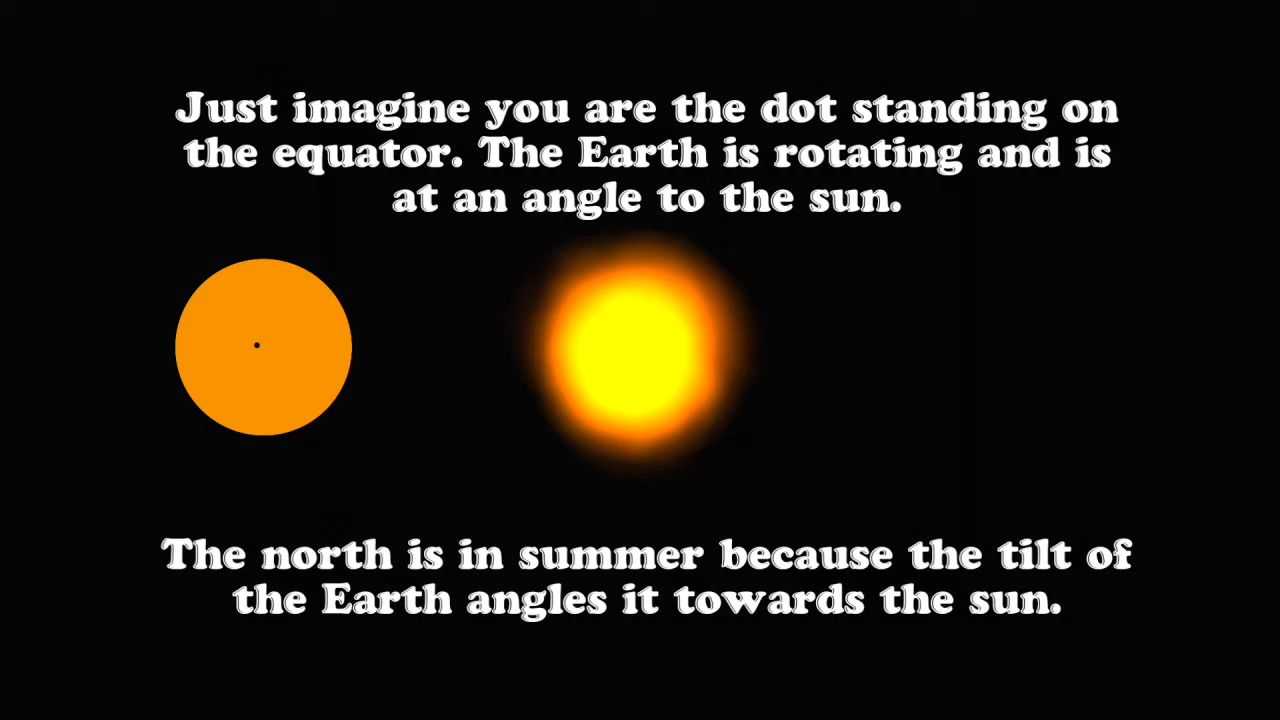 Just imagine you are the dot standing on
the equator. The Earth is rotating and is
at an angle to the sun.
The north is in summer because the tilt of
the Earth angles it towards the sun.